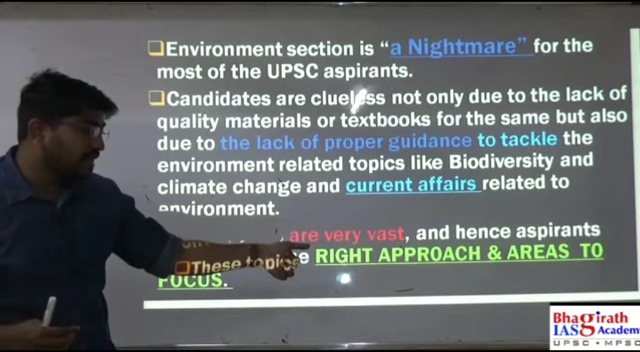 ❑Environment section is “a Nightmare” for the
most of the UPSC aspirants.
❑Candidates are clueless not only due to the lack of
quality materials or textbooks for the same but also
due to the lack of proper guidance to tackle the
environment related topics like Biodiversity and
climate change and current affairs related to
environment.
❑These topics are very vast, and hence aspirants
RIGHT APPROACH & AREAS TO
FOCUS.
Bhagirath
IAS Academy
UPSC • MPSC